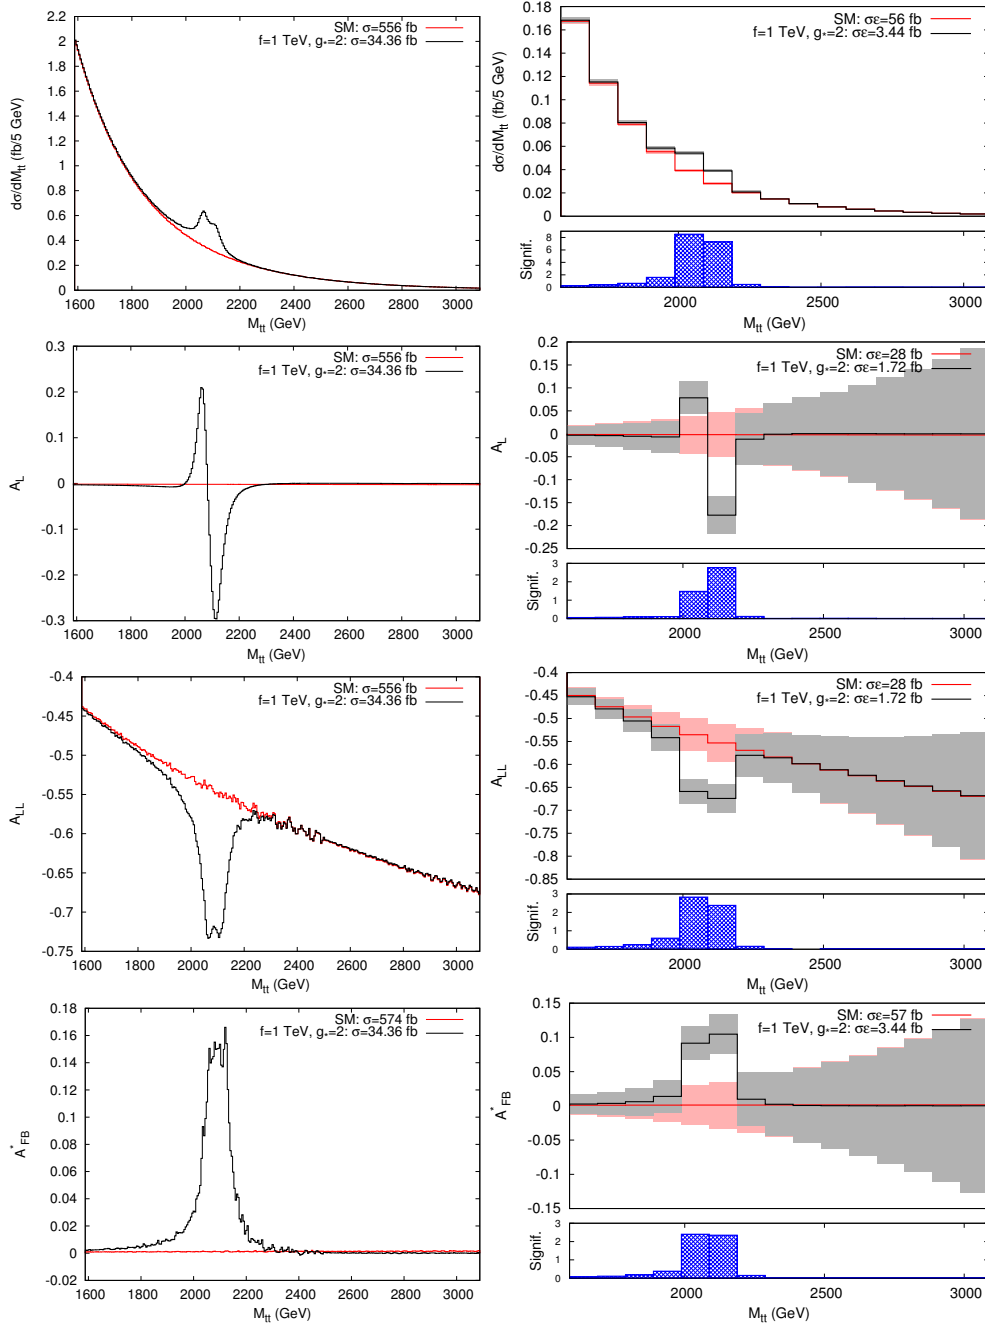 SM: σ=556 fb
f=1 TeV, g*=2: σ=34.36 fb
dσ/dMtt (fb/5 GeV)
2.2
2
1.8
1.6
1.4
1.2
1
0.8
0.6
0.4
0.2
0
1600 1800 2000 2200 2400 2600 2800 3000
Mtt (GeV)
SM: σε=56 fb
f=1 TeV, g*=2: σε=3.44 fb
dσ/dMtt (fb/5 GeV)
0.18
0.16
0.14
0.12
0.1
0.08
0.06
0.04
0.02
0
Signif.
8
6
4
2
0
2000 2500 3000
Mtt (GeV)
SM: σ=556 fb
f=1 TeV, g*=2: σ=34.36 fb
AL
0.3
0.2
0.1
0
-0.1
-0.2
-0.3
1600 1800 2000 2200 2400 2600 2800 3000
Mtt (GeV)
SM: σε=28 fb
f=1 TeV, g*=2: σε=1.72 fb
AL
0.2
0.15
0.1
0.05
0
-0.05
-0.1
-0.15
-0.2
-0.25
Signif.
3
2
1
0
2000 2500 3000
Mtt (GeV)
SM: σ=556 fb
f=1 TeV, g*=2: σ=34.36 fb
ALL
-0.4
-0.45
-0.5
-0.55
-0.6
-0.65
-0.7
-0.75
1600 1800 2000 2200 2400 2600 2800 3000
Mtt (GeV)
SM: σε=28 fb
f=1 TeV, g*=2: σε=1.72 fb
ALL
-0.4
-0.45
-0.5
-0.55
-0.6
-0.65
-0.7
-0.75
-0.8
-0.85
Signif.
3
2
1
0
2000 2500 3000
Mtt (GeV)
SM: σ=574 fb
f=1 TeV, g*=2: σ=34.36 fb
A*FB
0.18
0.16
0.14
0.12
0.1
0.08
0.06
0.04
0.02
0
-0.02
1600 1800 2000 2200 2400 2600 2800 3000
Mtt (GeV)
SM: σε=57 fb
f=1 TeV, g*=2: σε=3.44 fb
A*FB
0.15
0.1
0.05
0
-0.05
-0.1
-0.15
Signif.
3
2
1
0
2000 2500 3000
Mtt (GeV)